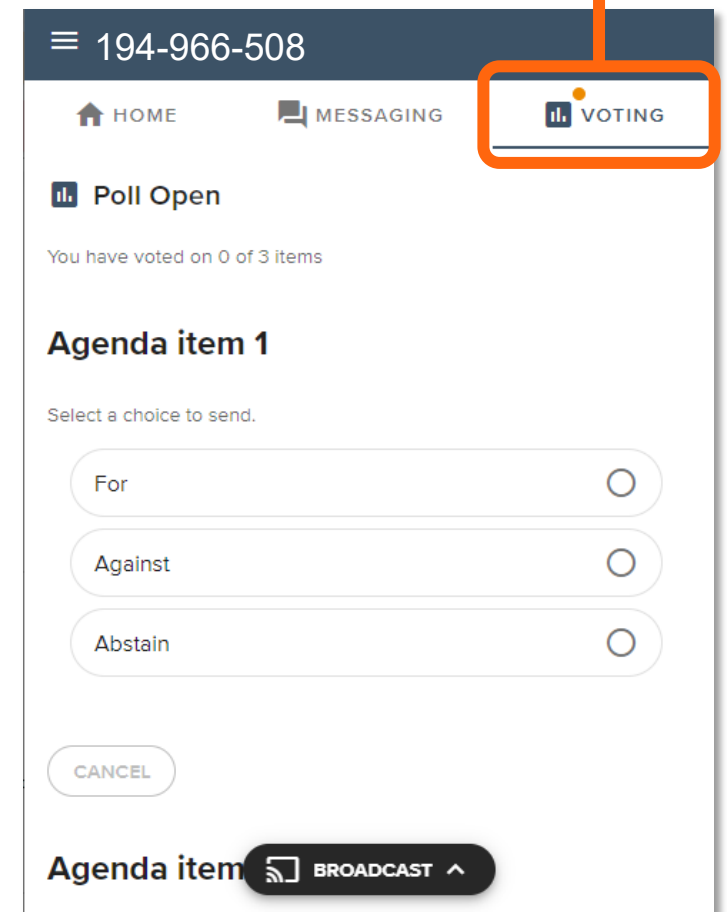 194-966-508
HOME MESSAGING VOTING
Poll Open
You have voted on 0 of 3 items
Agenda item 1
Select a choice to send.
For
Against
Abstain
CANCEL
Agenda item
BROADCAST